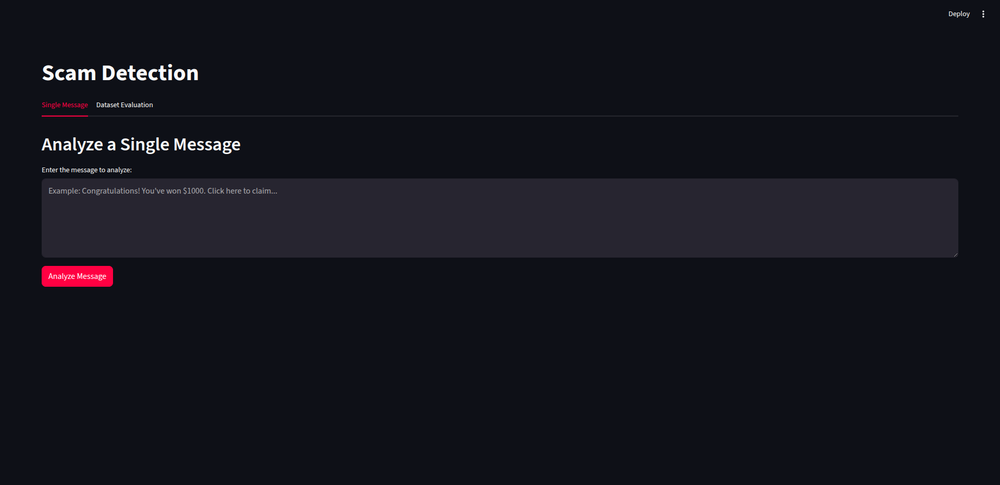 Deploy
Scam Detection
Single Message Dataset Evaluation
Analyze a Single Message
Enter the message to analyze:
Example: Congratulations! You've won $1000. Click here to claim...
Analyze Message